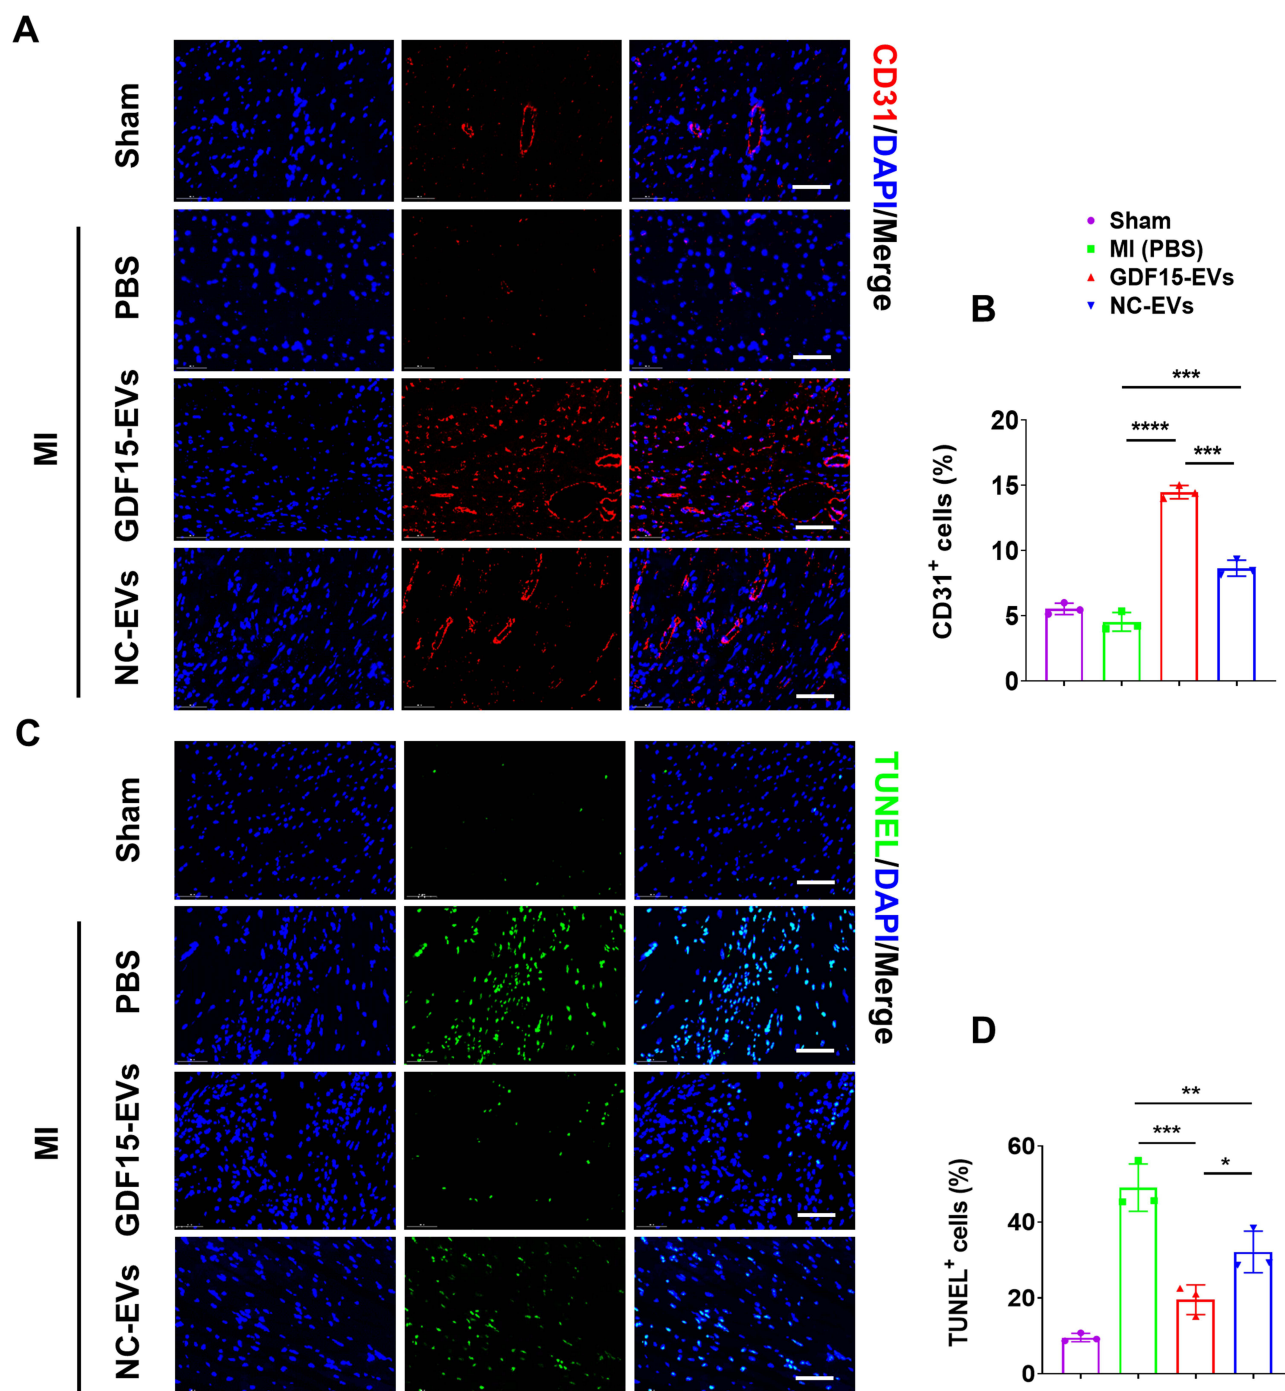 A
Sham
PBS
GDF15-EVs
NC-EVs
MI
CD31/DAPI/Merge
Sham
MI (PBS)
GDF15-EVs
NC-EVs
B
***
****
***
20
15
10
5
0
CD31+ cells (%)
C
Sham
PBS
GDF15-EVs
NC-EVs
MI
TUNEL/DAPI/Merge
D
**
***
*
60
40
20
0
TUNEL+ cells (%)